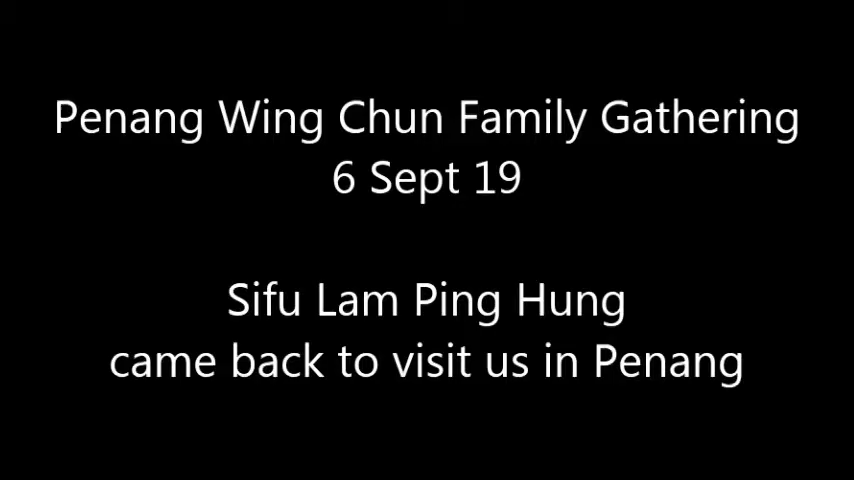 Penang Wing Chun Family Gathering
6 Sept 19
Sifu Lam Ping Hung
came back to visit us in Penang